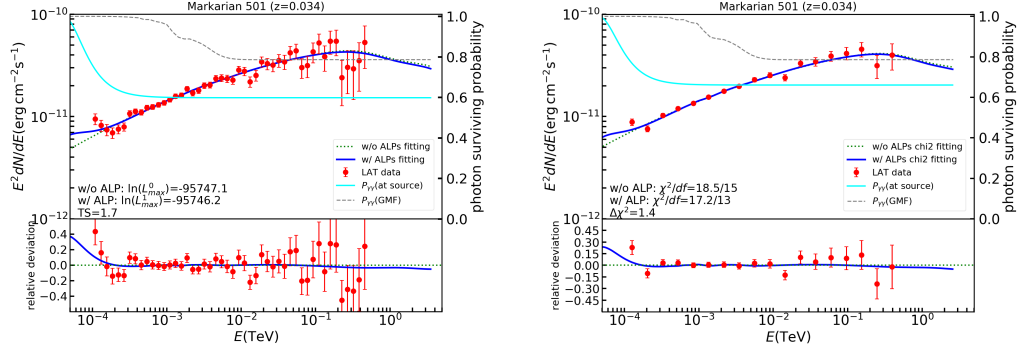 Markarian 501 (z=0.034)
10⁻¹⁰
10⁻¹¹
10⁻¹²
E²dN/dE(erg cm⁻²s⁻¹)
1.0
0.8
0.6
0.4
0.2
0.0
photon surviving probability
w/o ALPs fitting
w/ ALPs fitting
LAT data
Pγγ(at source)
Pγγ(GMF)
w/o ALP: ln(L⁰max)=-95747.1
w/ ALP: ln(L¹max)=-95746.2
TS=1.7
relative deviation
0.4
0.2
0.0
−0.2
−0.4
10⁻⁴ 10⁻³ 10⁻² 10⁻¹ 10⁰
E(TeV)
Markarian 501 (z=0.034)
10⁻¹⁰
10⁻¹¹
10⁻¹²
E²dN/dE(erg cm⁻²s⁻¹)
1.0
0.8
0.6
0.4
0.2
0.0
photon surviving probability
w/o ALPs chi2 fitting
w/ ALPs chi2 fitting
LAT data
Pγγ(at source)
Pγγ(GMF)
w/o ALP: χ²/df=18.5/15
w/ ALP: χ²/df=17.2/13
Δχ²=1.4
relative deviation
0.45
0.30
0.15
0.00
−0.15
−0.30
−0.45
10⁻⁴ 10⁻³ 10⁻² 10⁻¹ 10⁰
E(TeV)